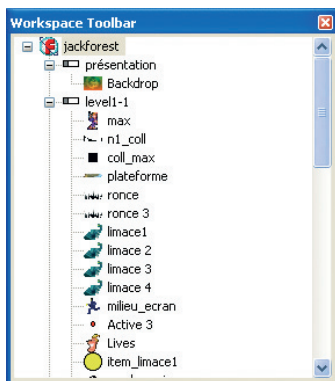 Workspace Toolbar
jackforest
présentation
Backdrop
level1-1
max
n1_coll
coll_max
plateforme
ronce
ronce 3
limace1
limace 2
limace 3
limace 4
milieu_ecran
Active 3
Lives
item_limace1